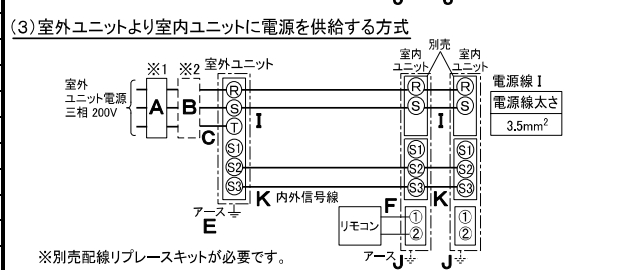 (3)室外ユニットより室内ユニットに電源を供給する方式
※1 ※2 室外ユニット
室内
ユニット
別売
室内
ユニット
室外
ユニット電源
三相 200V
A
B
C
R
S
T
S1
S2
S3
I
R
S
S1
S2
S3
I
R
S
S1
S2
S3
電源線 I
電源線太さ
3.5mm²
K 内外信号線
K
アース
E
F
リモコン
①
②
①
②
アース
J
J
※別売配線リプレースキットが必要です。